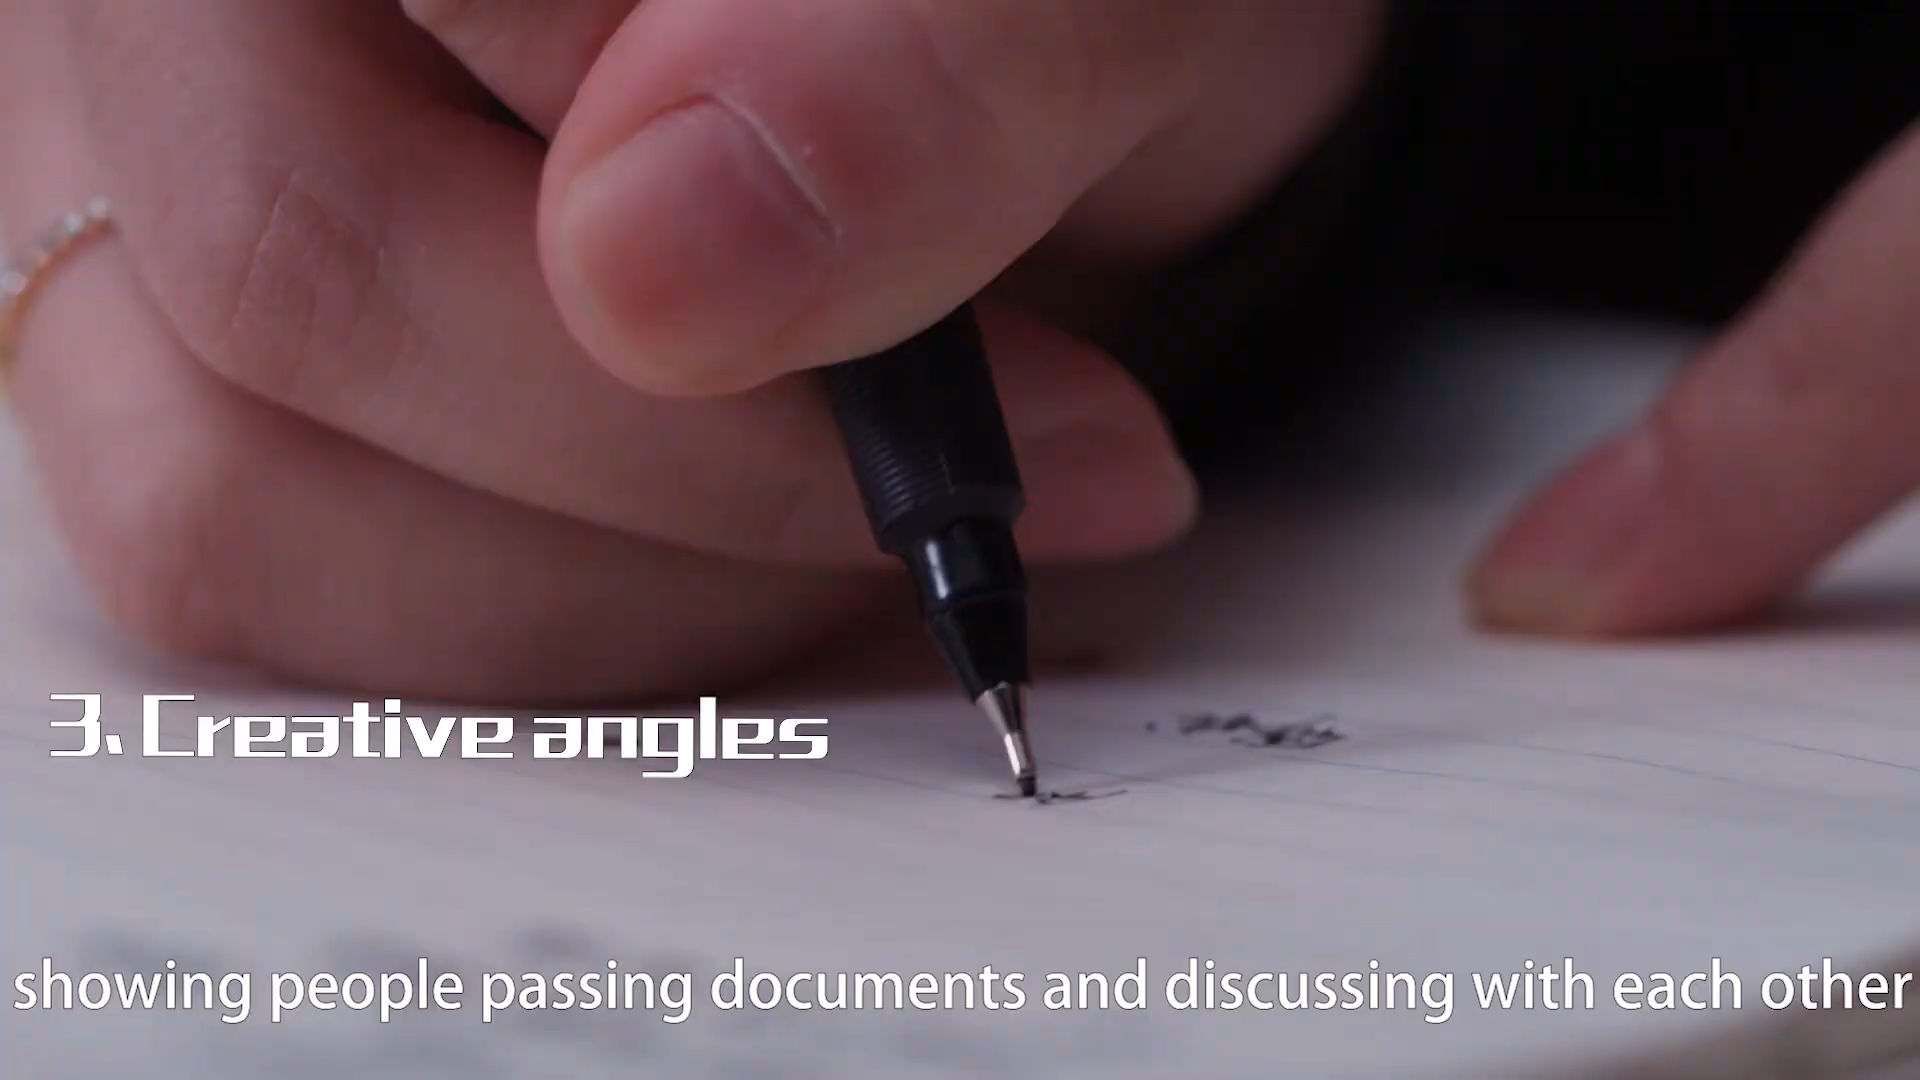 3、Creative angles
showing people passing documents and discussing with each other